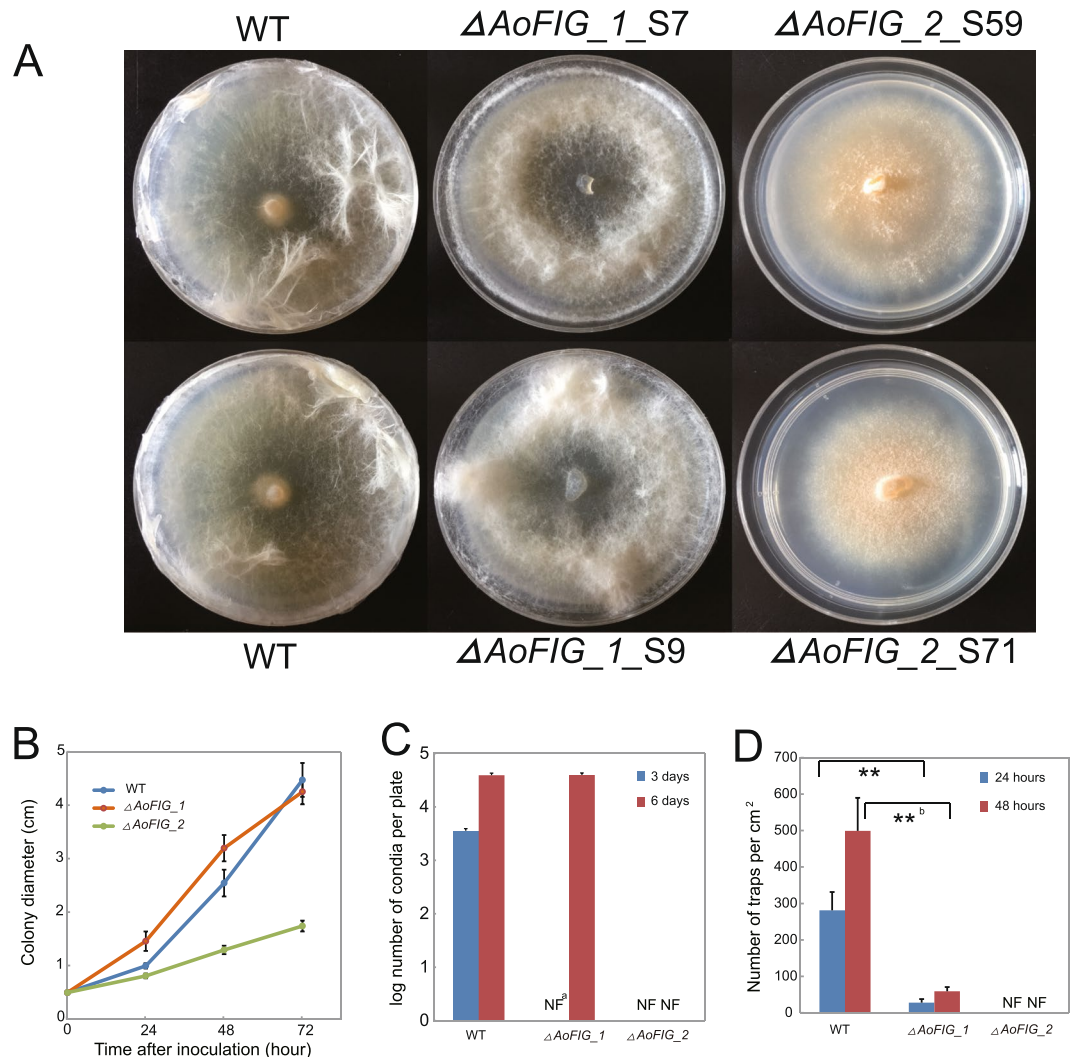 WT ΔAoFIG_1_S7 ΔAoFIG_2_S59
A
WT ΔAoFIG_1_S9 ΔAoFIG_2_S71
B
5
4
3
2
1
0
Colony diameter (cm)
WT
△AoFIG_1
△AoFIG_2
0 24 48 72
Time after inoculation (hour)
C
5
4
3
2
1
0
log number of condia per plate
3 days
6 days
NFa NF NF
WT △AoFIG_1 △AoFIG_2
D
700
600
500
400
300
200
100
0
Number of traps per cm2
**
**b
24 hours
48 hours
NF NF
WT △AoFIG_1 △AoFIG_2